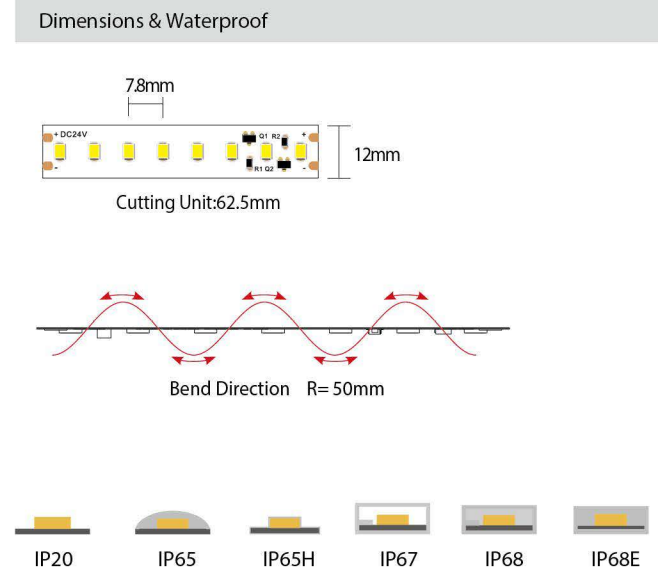 Dimensions & Waterproof
7.8mm
+ DC24V Q1 R2 +
- R1 Q2 -
12mm
Cutting Unit:62.5mm
Bend Direction R= 50mm
IP20 IP65 IP65H IP67 IP68 IP68E